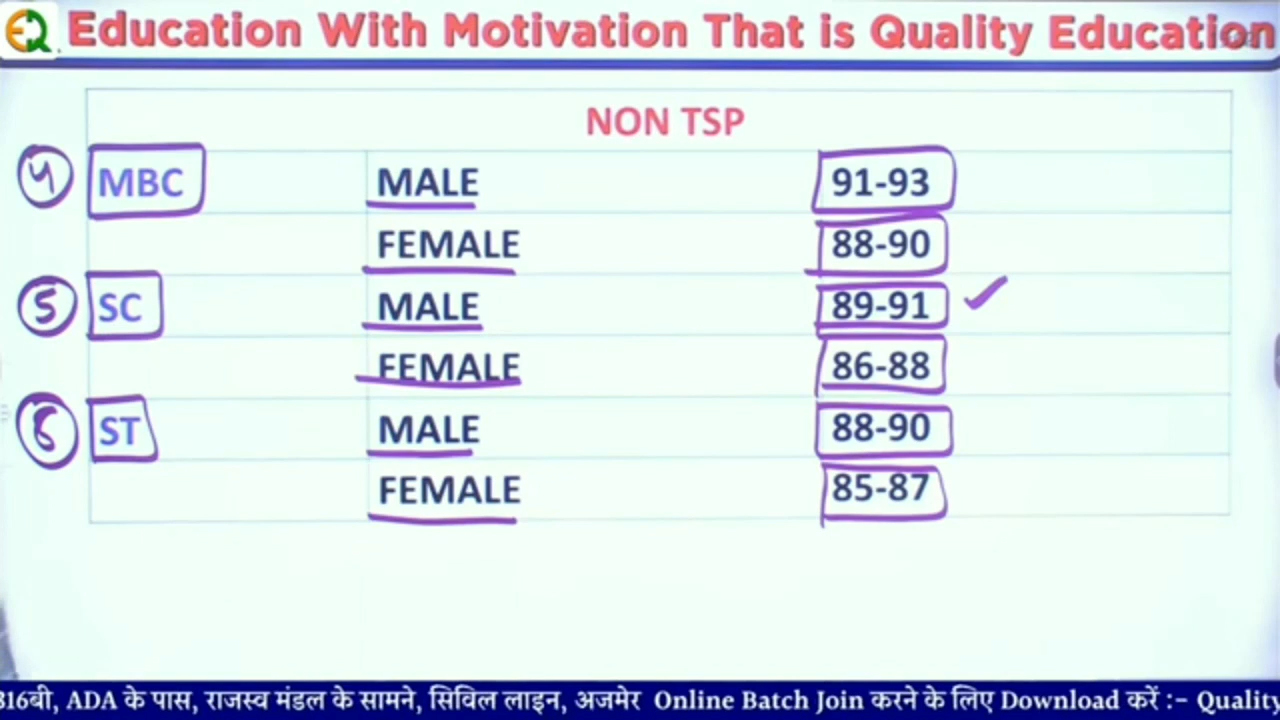 EQ Education With Motivation That is Quality Education
NON TSP
4 MBC MALE 91-93
FEMALE 88-90
5 SC MALE 89-91
FEMALE 86-88
6 ST MALE 88-90
FEMALE 85-87
816बी, ADA के पास, राजस्व मंडल के सामने, सिविल लाइन, अजमेर Online Batch Join करने के लिए Download करें :- Quality